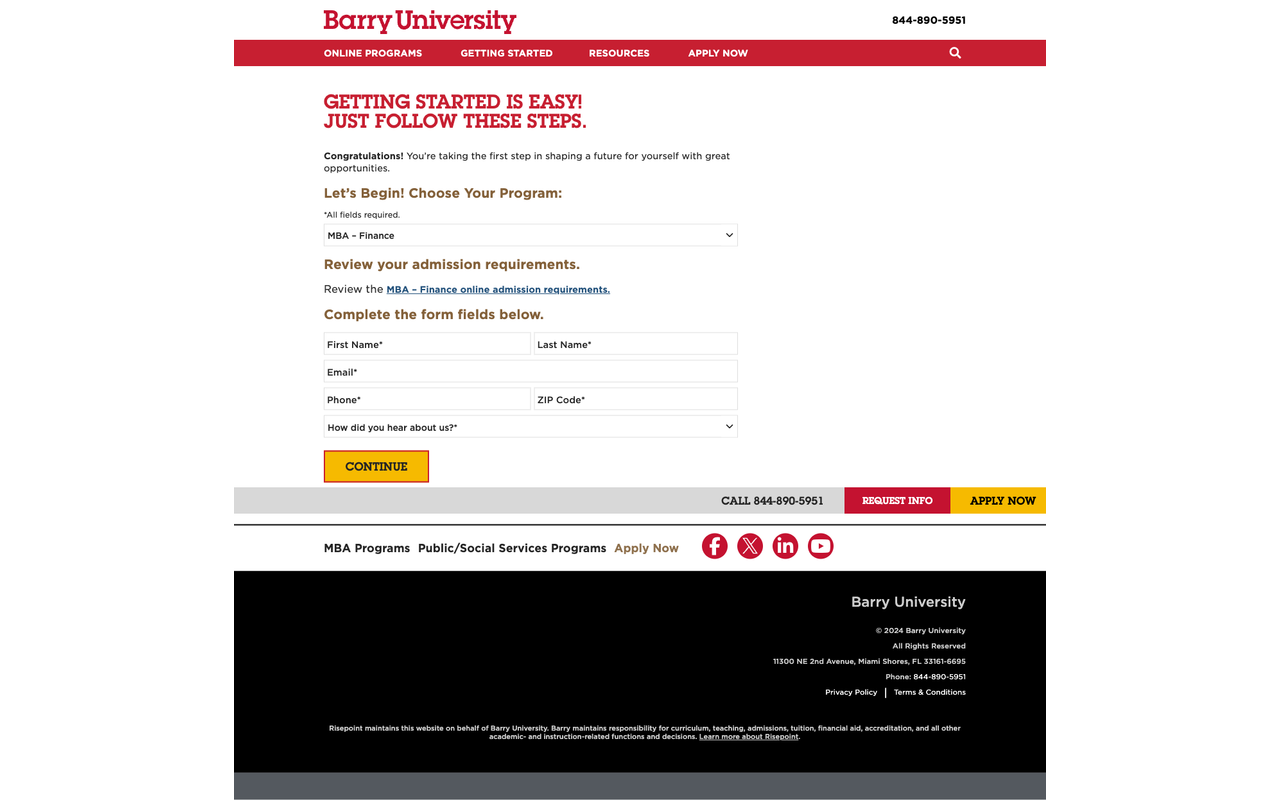 Barry University
844-890-5951
ONLINE PROGRAMS
GETTING STARTED
RESOURCES
APPLY NOW
GETTING STARTED IS EASY!
JUST FOLLOW THESE STEPS.
Congratulations! You're taking the first step in shaping a future for yourself with great
opportunities.
Let's Begin! Choose Your Program:
*All fields required.
MBA – Finance
Review your admission requirements.
Review the MBA – Finance online admission requirements.
Complete the form fields below.
First Name*
Last Name*
Email*
Phone*
ZIP Code*
How did you hear about us?*
CONTINUE
CALL 844-890-5951
REQUEST INFO
APPLY NOW
MBA Programs
Public/Social Services Programs
Apply Now
Barry University
© 2024 Barry University
All Rights Reserved
11300 NE 2nd Avenue, Miami Shores, FL 33161-6695
Phone: 844-890-5951
Privacy Policy | Terms & Conditions
Risepoint maintains this website on behalf of Barry University. Barry maintains responsibility for curriculum, teaching, admissions, tuition, financial aid, accreditation, and all other
academic- and instruction-related functions and decisions. Learn more about Risepoint.